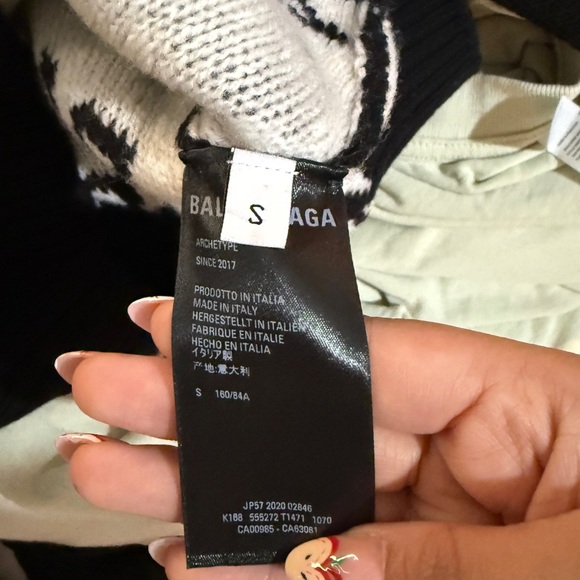 BAL AGA
S
ARCHETYPE
SINCE 2017
PRODOTTO IN ITALIA
MADE IN ITALY
HERGESTELLT IN ITALIEN
FABRIQUE EN ITALIE
HECHO EN ITALIA
イタリア製
产地:意大利
S 160/84A
JP57 2020 02846
K188 555272 T1471 1070
CA00985 - CA63081